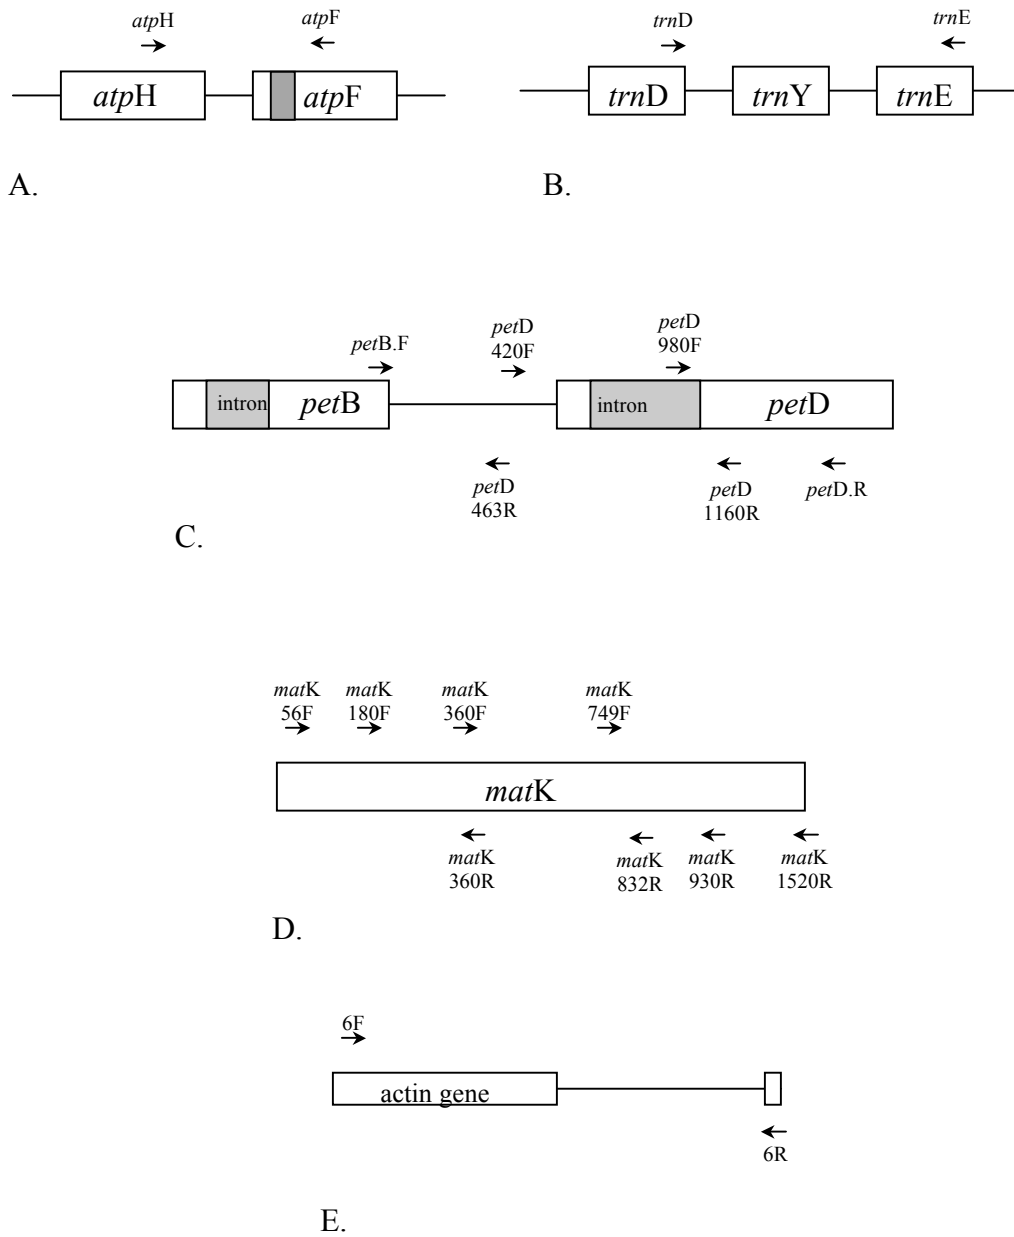 atpH atpF
atpH atpF
A.
trnD trnE
trnD trnY trnE
B.
petB.F
petD
420F
petD
980F
intron petB intron petD
petD
463R
petD
1160R
petD.R
C.
matK
56F
matK
180F
matK
360F
matK
749F
matK
matK
360R
matK
832R
matK
930R
matK
1520R
D.
6F
actin gene
6R
E.